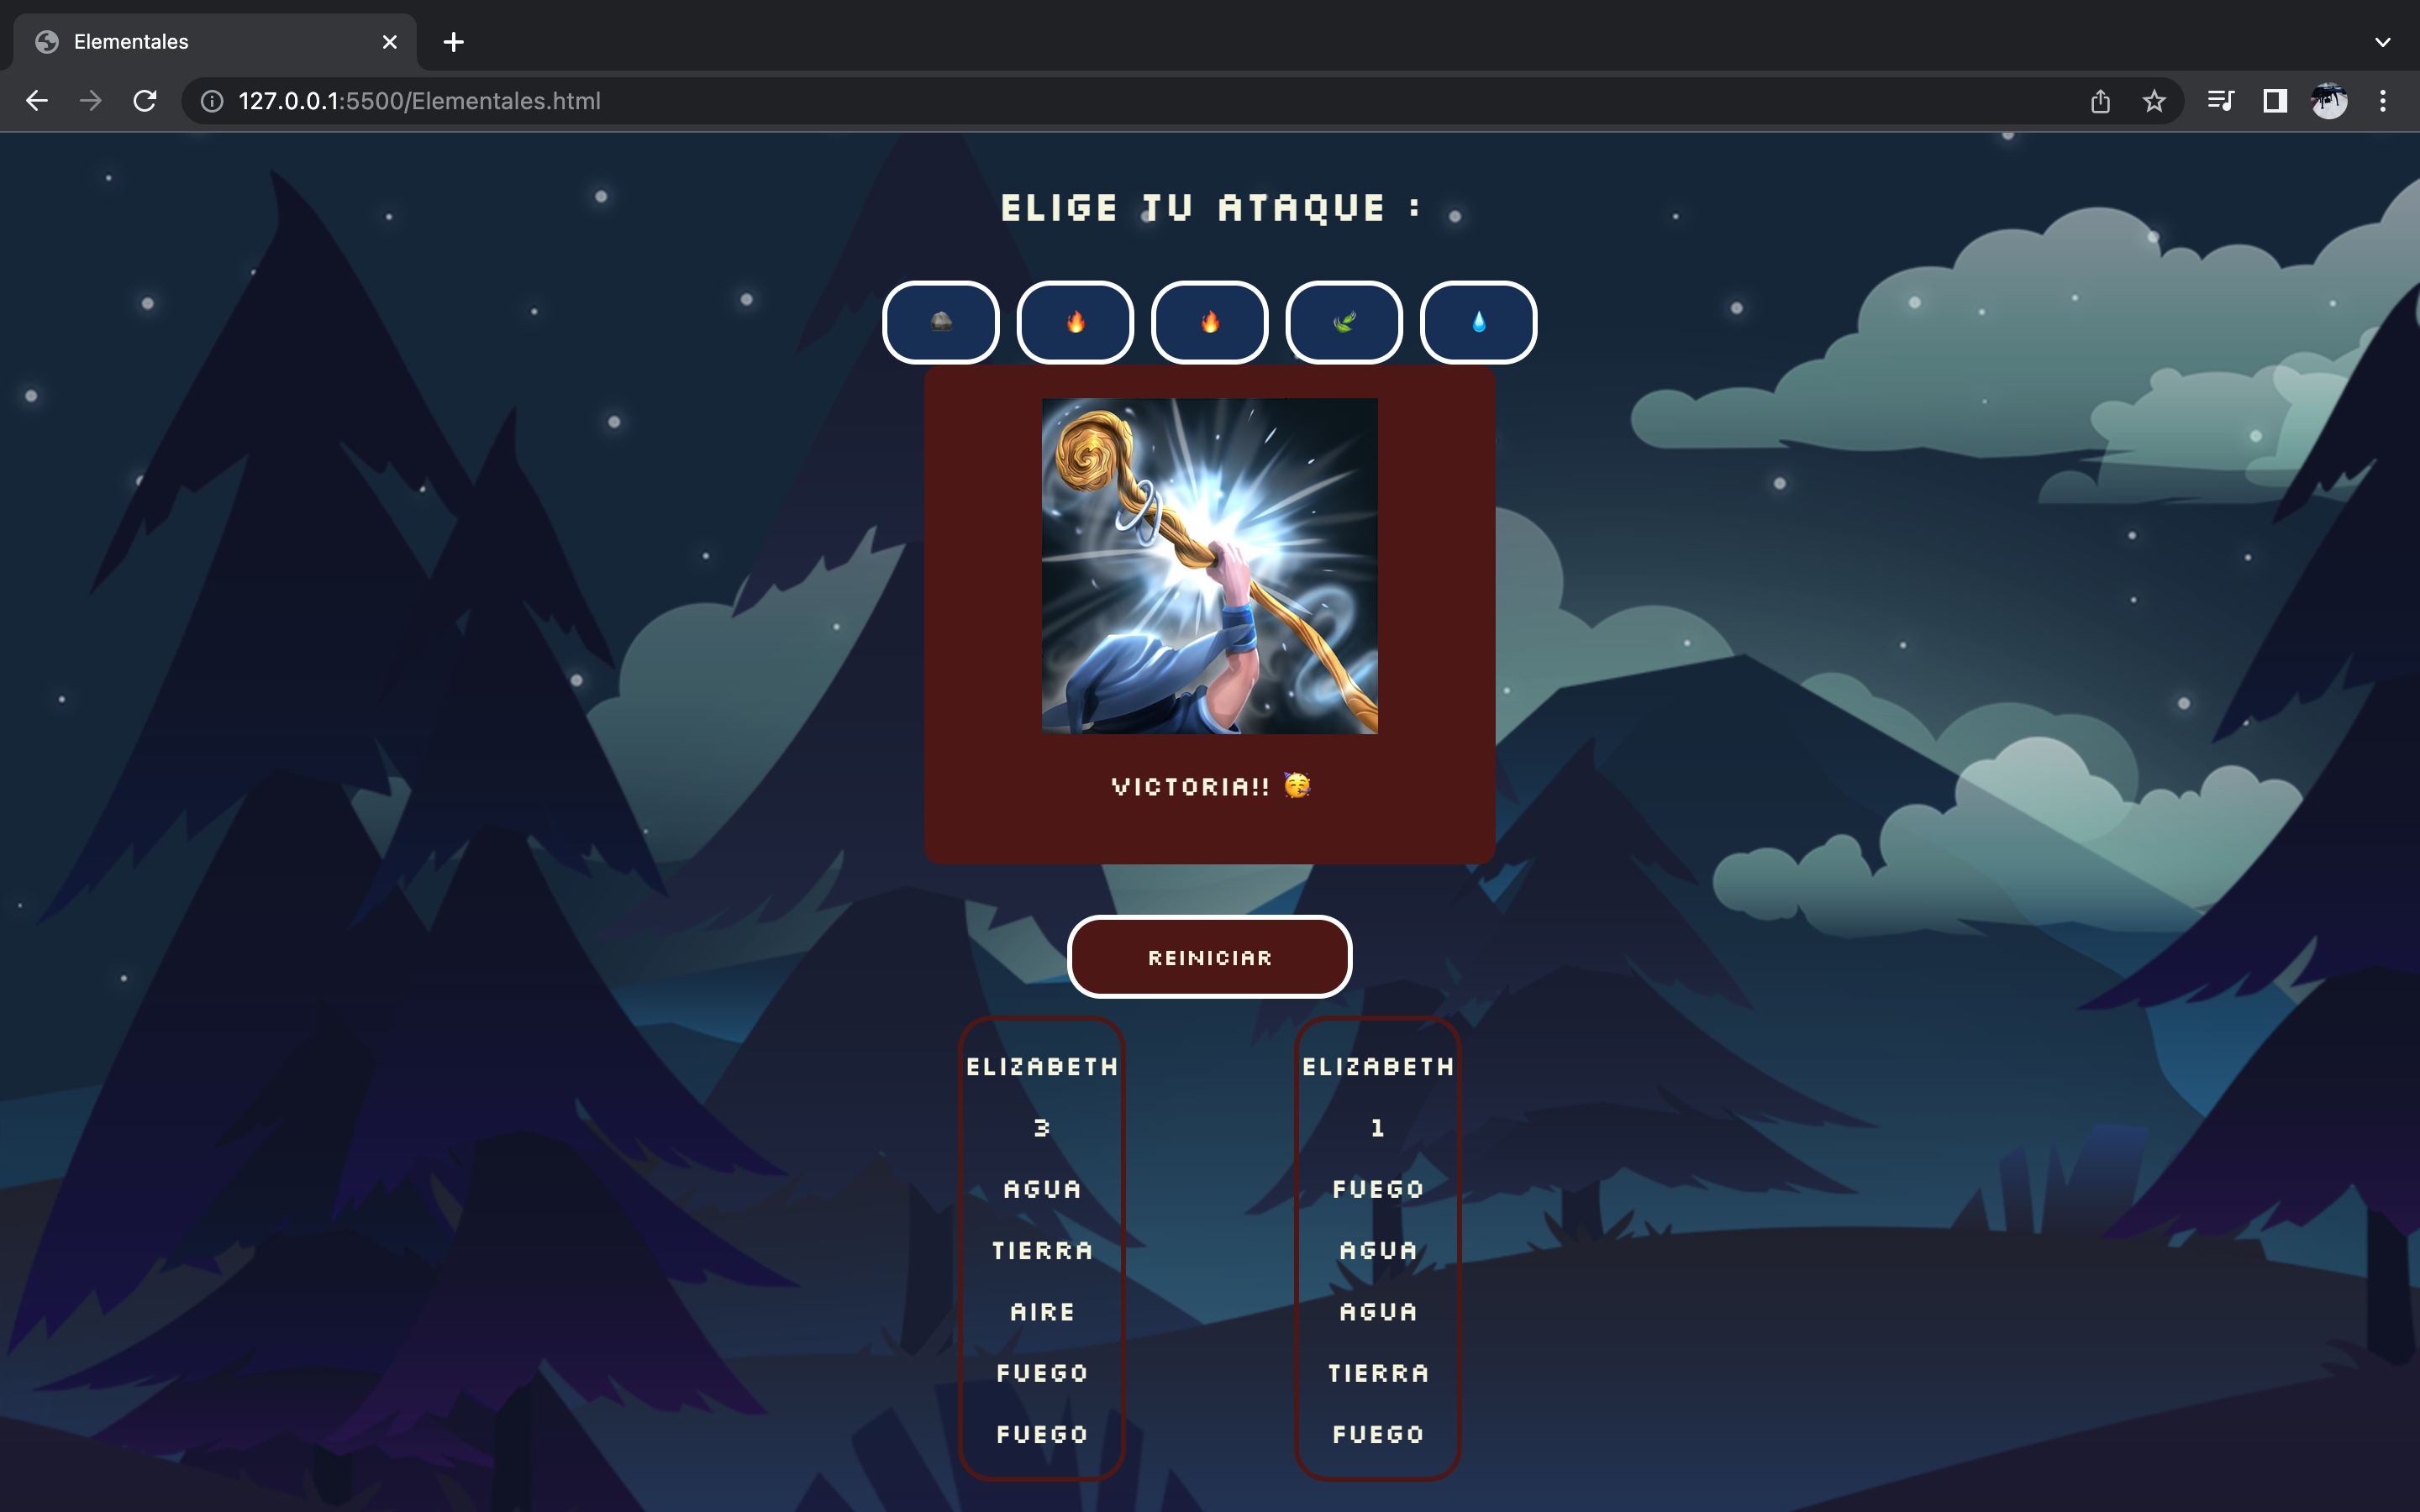 Elementales
127.0.0.1:5500/Elementales.html
ELIGE TU ATAQUE :
VICTORIA!! 🥳
REINICIAR
ELIZABETH
3
AGUA
TIERRA
AIRE
FUEGO
FUEGO
ELIZABETH
1
FUEGO
AGUA
AGUA
TIERRA
FUEGO